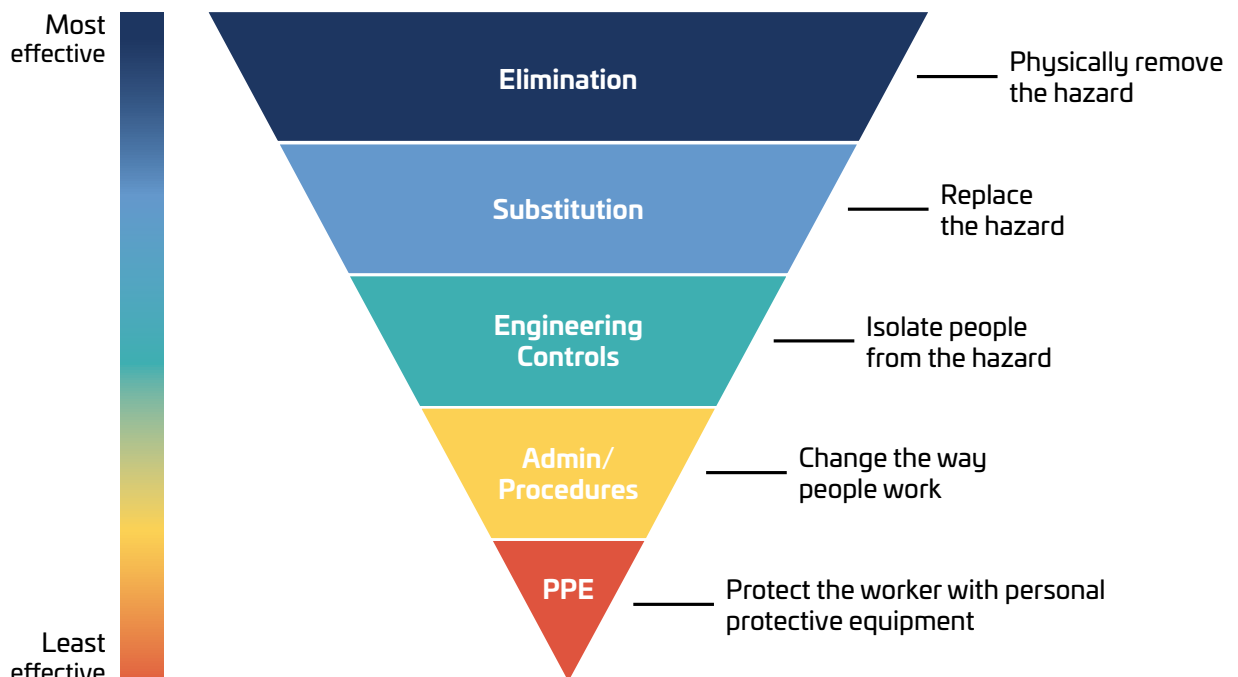 Most
effective
Elimination
Physically remove
the hazard
Substitution
Replace
the hazard
Engineering
Controls
Isolate people
from the hazard
Admin/
Procedures
Change the way
people work
PPE
Protect the worker with personal
protective equipment
Least
effective